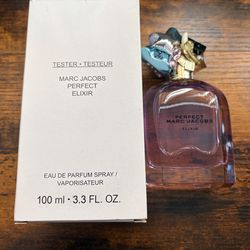 TESTER • TESTEUR
MARC JACOBS
PERFECT
ELIXIR
EAU DE PARFUM SPRAY /
VAPORISATEUR
100 ml • 3.3 FL. OZ.
PERFECT
MARC JACOBS
ELIXIR